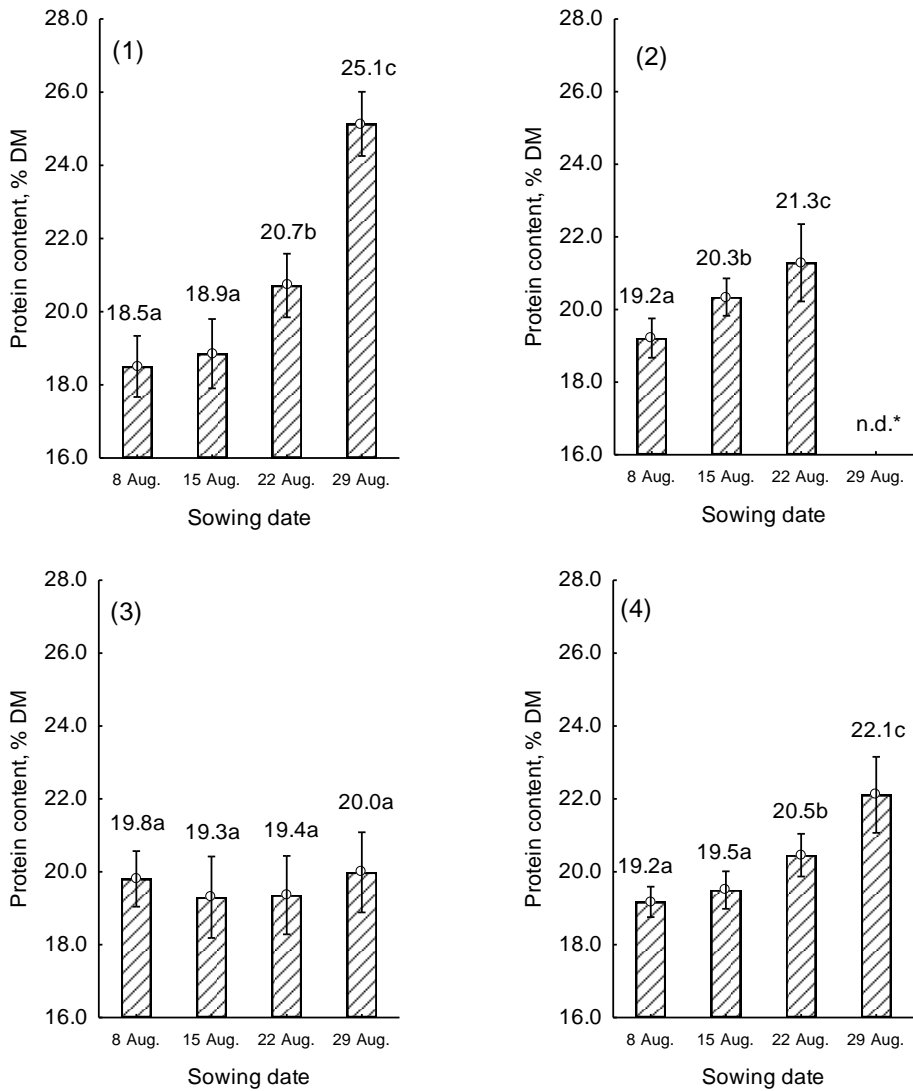 28.0
(1)
25.1c
26.0
24.0
22.0
20.7b
20.0
18.5a
18.9a
18.0
16.0
8 Aug.
15 Aug.
22 Aug.
29 Aug.
Protein content, % DM
Sowing date
28.0
(2)
26.0
24.0
22.0
21.3c
20.3b
20.0
19.2a
18.0
n.d.*
16.0
8 Aug.
15 Aug.
22 Aug.
29 Aug.
Protein content, % DM
Sowing date
28.0
(3)
26.0
24.0
22.0
19.8a
19.3a
19.4a
20.0a
20.0
18.0
16.0
8 Aug.
15 Aug.
22 Aug.
29 Aug.
Protein content, % DM
Sowing date
28.0
(4)
26.0
24.0
22.1c
22.0
20.5b
19.2a
19.5a
20.0
18.0
16.0
8 Aug.
15 Aug.
22 Aug.
29 Aug.
Protein content, % DM
Sowing date